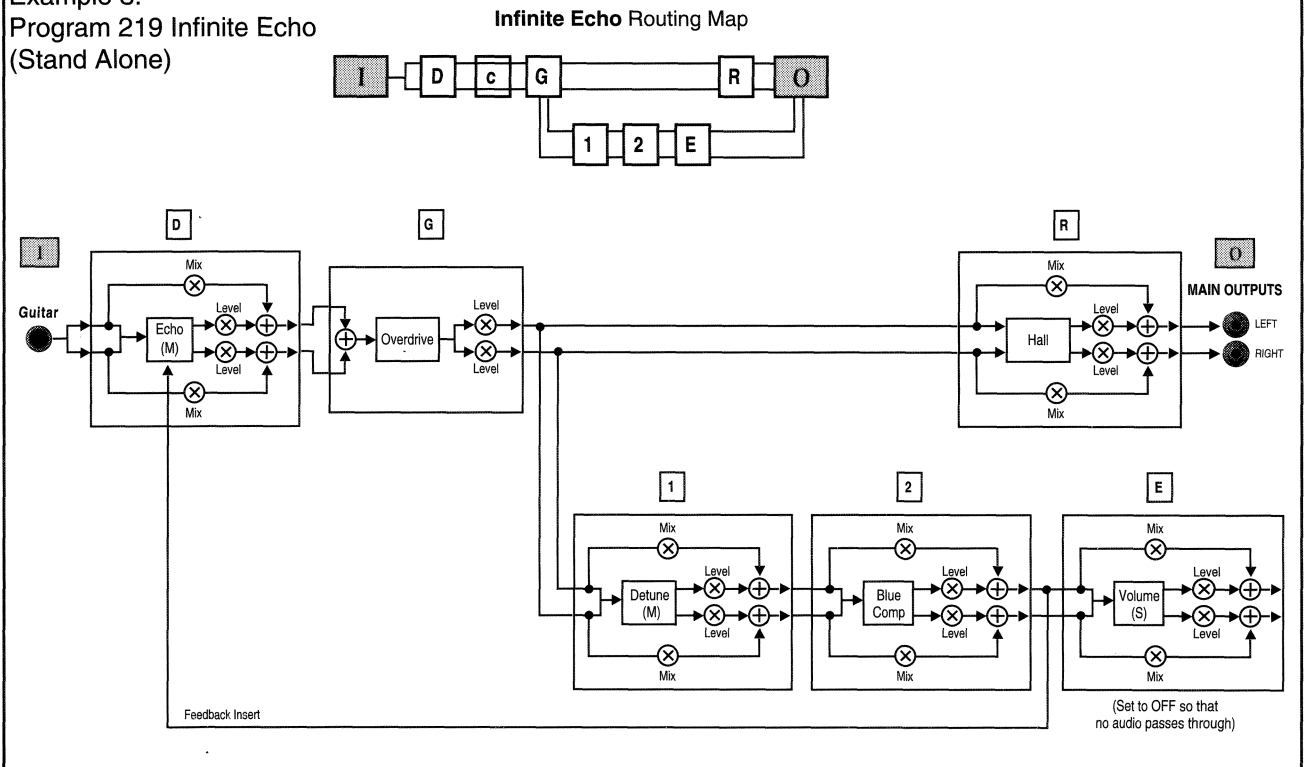 Example 3:
Program 219 Infinite Echo
(Stand Alone)
Infinite Echo Routing Map
I
D
c
G
R
O
1
2
E
D
G
R
I
O
Guitar
Mix
Echo
(M)
Level
Level
Mix
Overdrive
Level
Level
Mix
Hall
Level
Level
Mix
MAIN OUTPUTS
LEFT
RIGHT
1
2
E
Mix
Detune
(M)
Level
Level
Mix
Mix
Blue
Comp
Level
Level
Mix
Mix
Volume
(S)
Level
Level
Mix
Feedback Insert
(Set to OFF so that
no audio passes through)